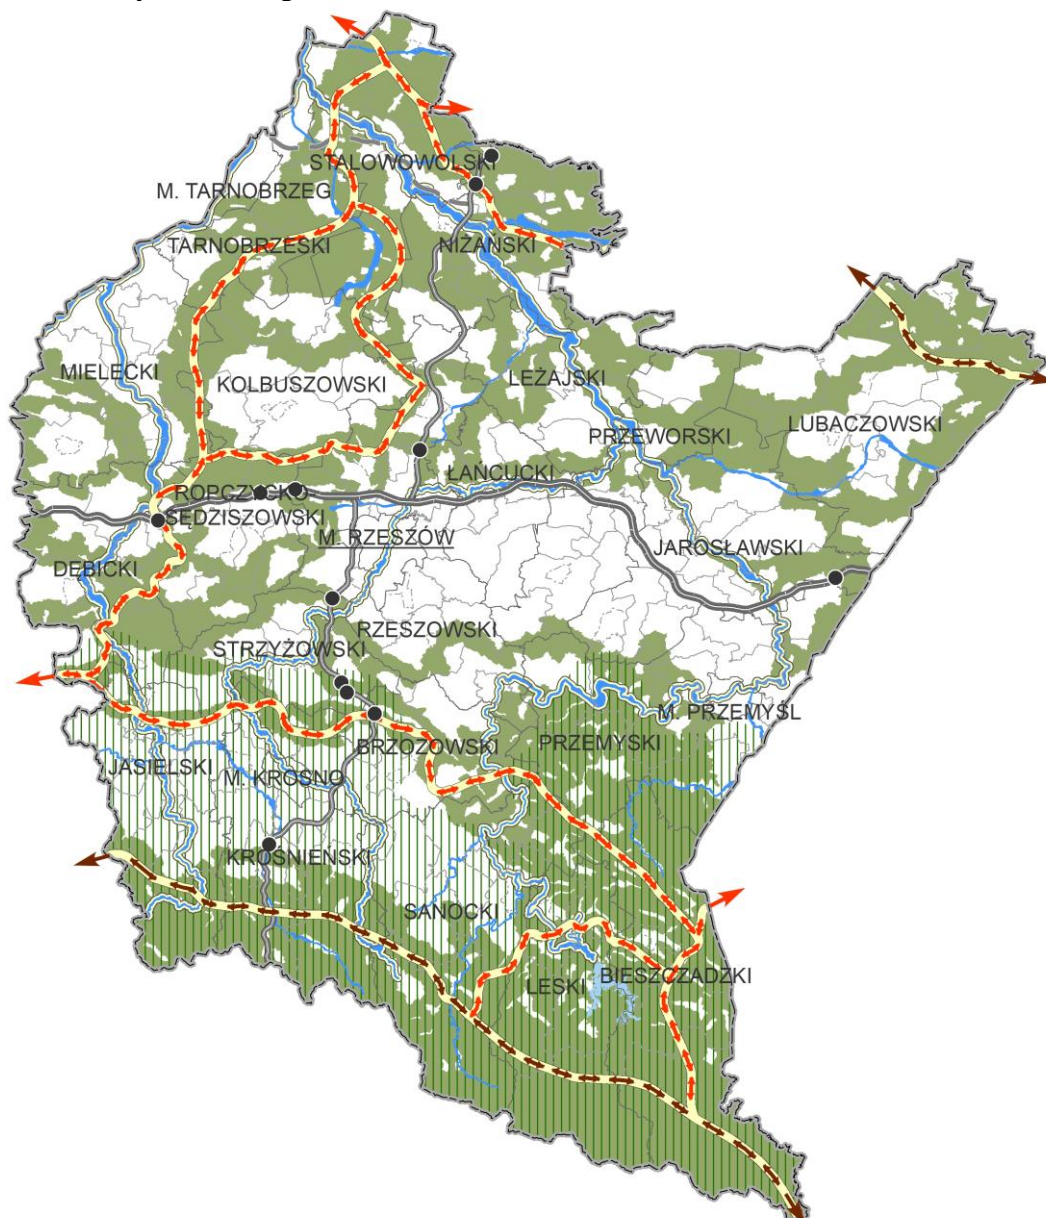 STALOWOWOLSKI
M. TARNOBRZEG
TARNOBRZESKI
NIŻAŃSKI
MIELECKI
KOLBUSZOWSKI
LEŻAJSKI
LUBACZOWSKI
PRZEWORSKI
ŁAŃCUCKI
ROPCZYCKO
SĘDZISZOWSKI
M. RZESZÓW
JAROSŁAWSKI
DĘBICKI
RZESZOWSKI
STRZYŻOWSKI
M. PRZEMYŚL
PRZEMYSKI
BRZOZOWSKI
JASIELSKI
M. KROSNO
KROŚNIEŃSKI
SANOCKI
LESKI
BIESZCZADZKI